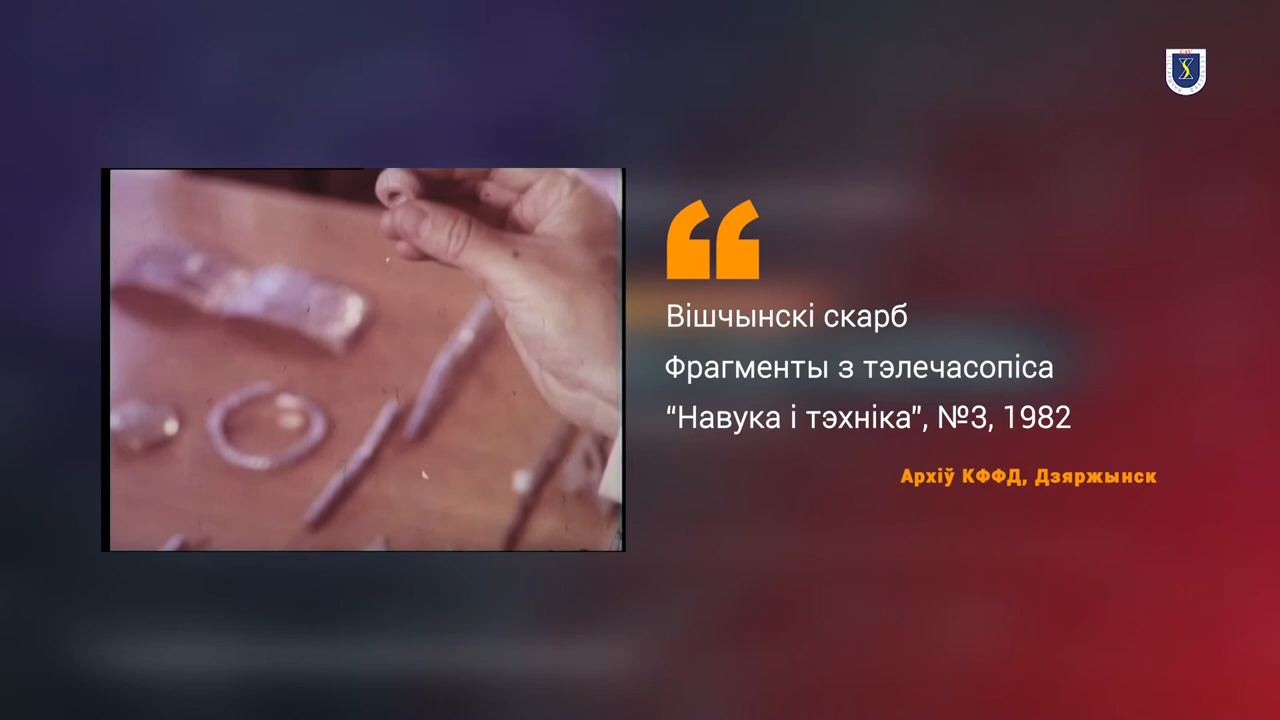 Вішчынскі скарб
Фрагменты з тэлечасопіса
“Навука і тэхніка”, №3, 1982
Архіў КФФД, Дзяржынск